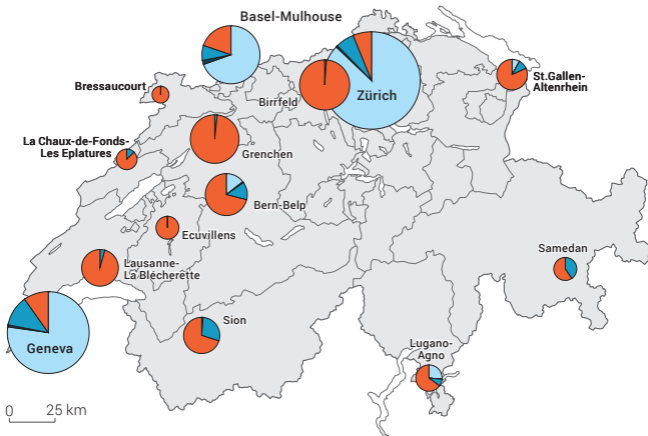 Basel-Mulhouse
Bressaucourt
Birrfeld
Zürich
St.Gallen-
Altenrhein
La Chaux-de-Fonds-
Les Eplatures
Grenchen
Bern-Belp
Ecuvillens
Lausanne-
La Blécherette
Samedan
Geneva
Sion
Lugano-
Agno
0 25 km